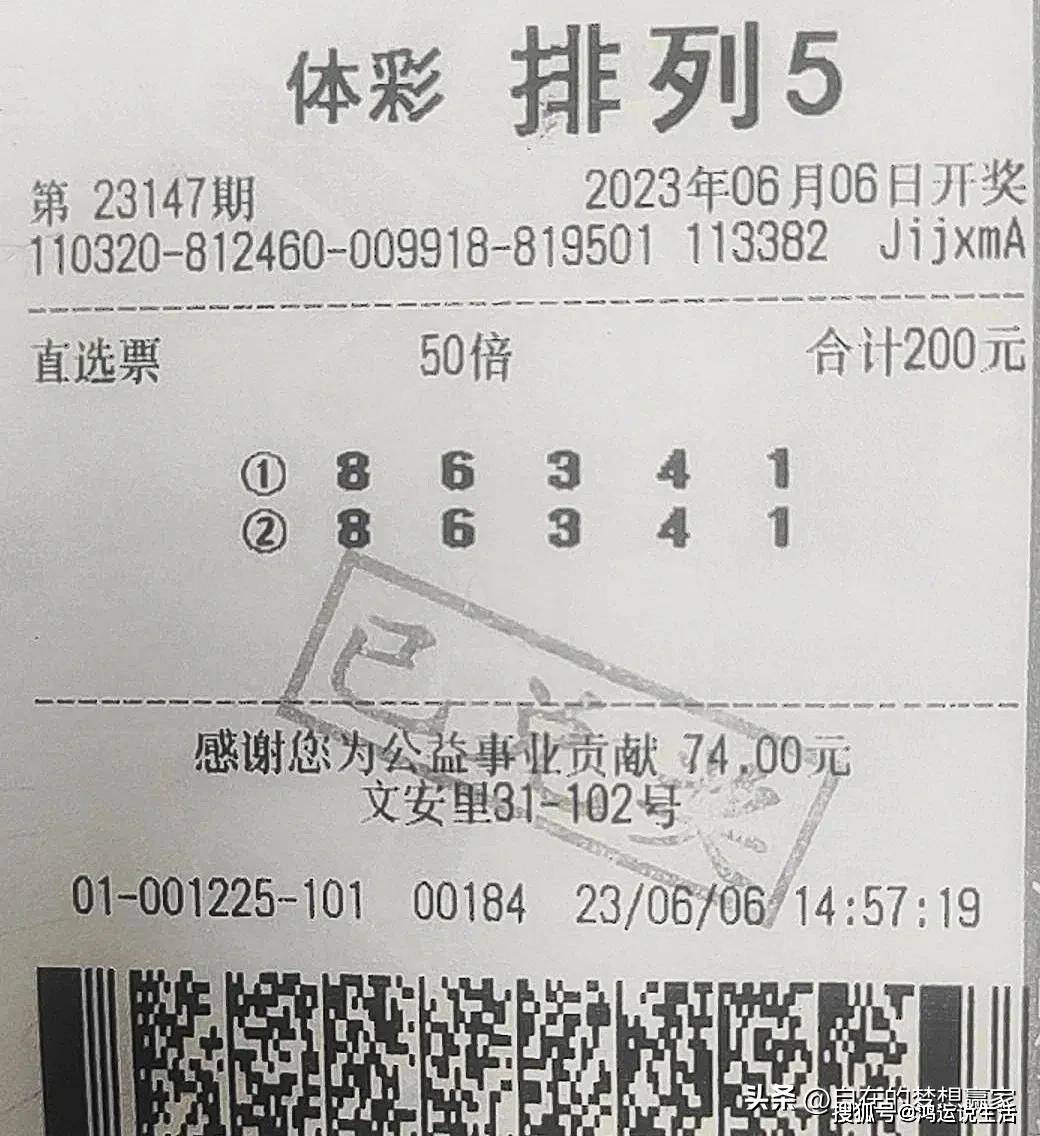 体彩 排列5
第 23147期 2023年06月06日开奖
110320-812460-009918-819501 113382 JijxmA
直选票 50倍 合计200元
① 8 6 3 4 1
② 8 6 3 4 1
已兑奖
感谢您为公益事业贡献 74.00元
文安里31-102号
01-001225-101 00184 23/06/06 14:57:19
头条 @自在的梦想赢家
搜狐号@鸿运说生活